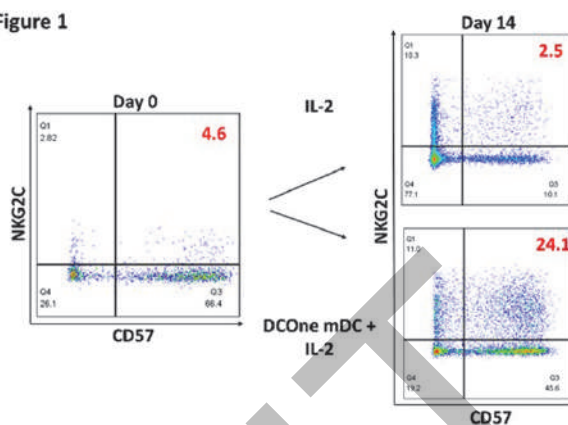 Figure 1
Day 0
Q1
2.82
4.6
Q4
26.1
Q3
66.4
NKG2C
CD57
IL-2
DCOne mDC +
IL-2
Day 14
Q1
10.3
2.5
Q4
77.1
Q3
10.1
NKG2C
Q1
11.0
24.1
Q4
19.2
Q3
45.6
NKG2C
CD57